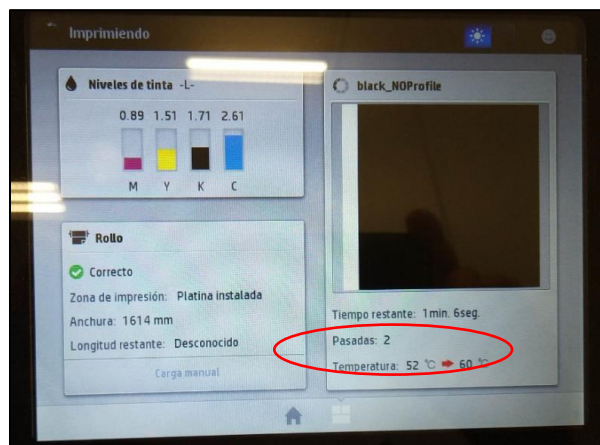 Imprimiendo
Niveles de tinta -L-
0.89 1.51 1.71 2.61
M Y K C
Rollo
Correcto
Zona de impresión: Platina instalada
Anchura: 1614 mm
Longitud restante: Desconocido
Carga manual
black_NOProfile
Tiempo restante: 1min. 6seg.
Pasadas: 2
Temperatura: 52 °C ➡ 60 °C